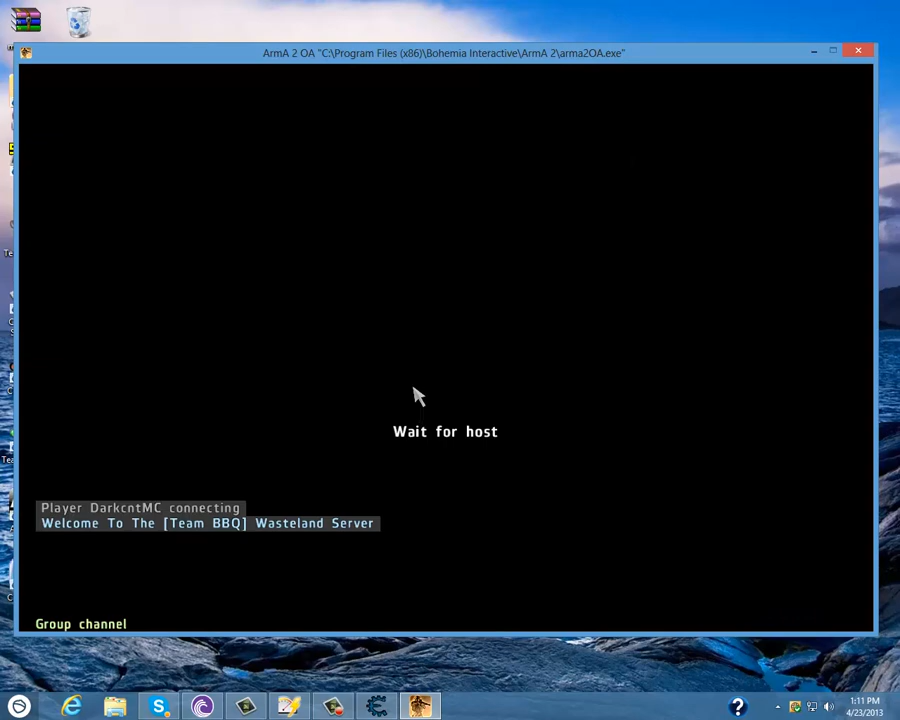 ArmA 2 OA "C:\Program Files (x86)\Bohemia Interactive\ArmA 2\arma2OA.exe"
Wait for host
Player DarkcntMC connecting
Welcome To The [Team BBQ] Wasteland Server
Group channel
1:11 PM
4/23/2013